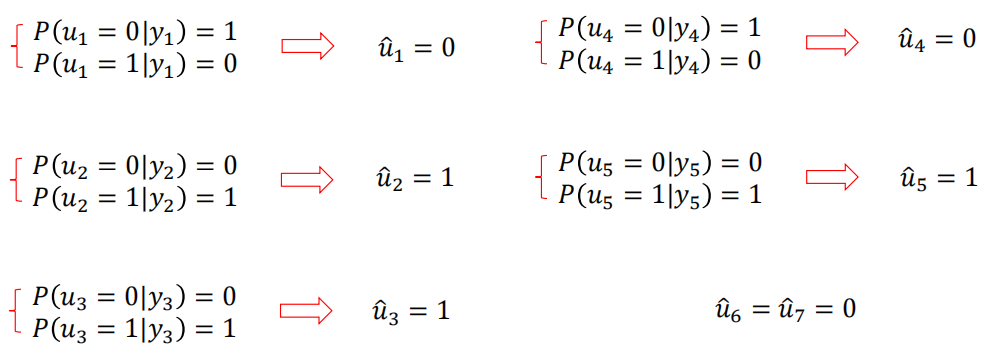 P(u₁ = 0|y₁) = 1
P(u₁ = 1|y₁) = 0
û₁ = 0
P(u₄ = 0|y₄) = 1
P(u₄ = 1|y₄) = 0
û₄ = 0
P(u₂ = 0|y₂) = 0
P(u₂ = 1|y₂) = 1
û₂ = 1
P(u₅ = 0|y₅) = 0
P(u₅ = 1|y₅) = 1
û₅ = 1
P(u₃ = 0|y₃) = 0
P(u₃ = 1|y₃) = 1
û₃ = 1
û₆ = û₇ = 0